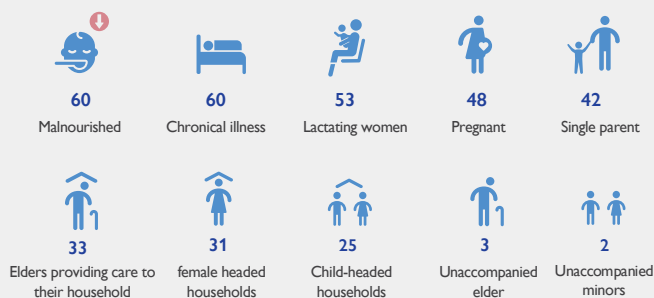 60
Malnourished
60
Chronical illness
53
Lactating women
48
Pregnant
42
Single parent
33
Elders providing care to
their household
31
female headed
households
25
Child-headed
households
3
Unaccompanied
elder
2
Unaccompanied
minors